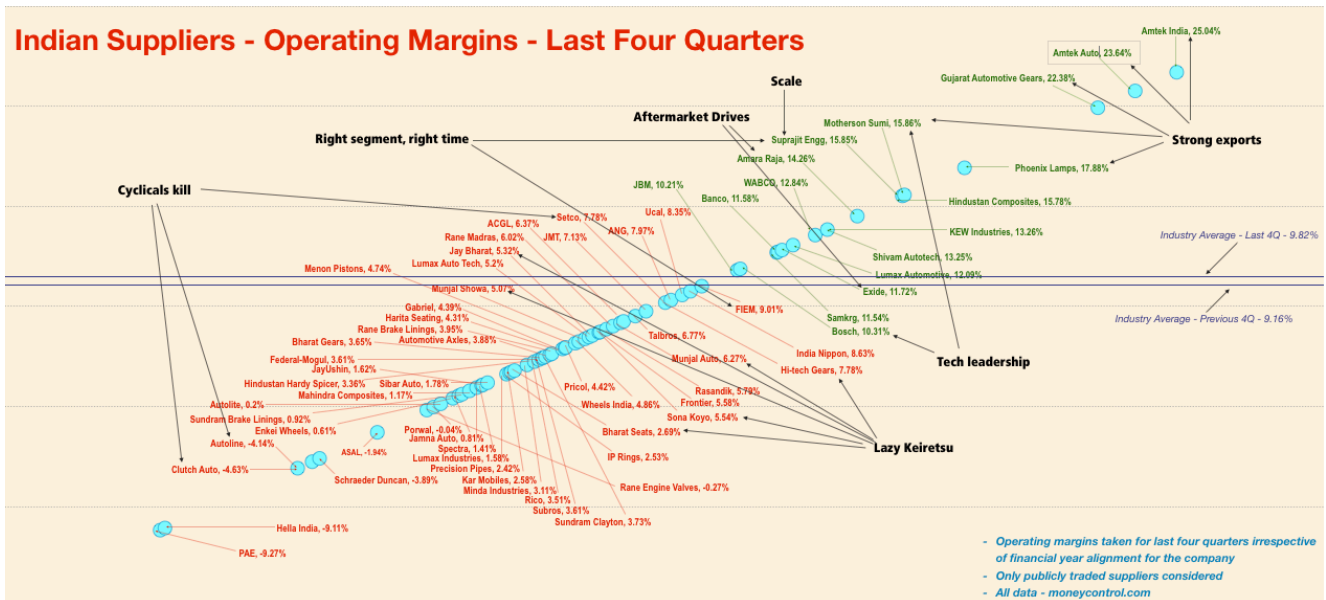 Indian Suppliers - Operating Margins - Last Four Quarters
Amtek India, 25.04%
Amtek Auto, 23.64%
Gujarat Automotive Gears, 22.38%
Scale
Aftermarket Drives
Motherson Sumi, 15.86%
Right segment, right time
Suprajit Engg, 15.85%
Strong exports
Amara Raja, 14.26%
Phoenix Lamps, 17.88%
Cyclicals kill
JBM, 10.21%
WABCO, 12.84%
Banco, 11.58%
Hindustan Composites, 15.78%
Setco, 7.78%
Ucal, 8.35%
ACGL, 6.37%
ANG, 7.97%
KEW Industries, 13.26%
Rane Madras, 6.02%
JMT, 7.13%
Industry Average - Last 4Q - 9.82%
Jay Bharat, 5.32%
Shivam Autotech, 13.25%
Lumax Auto Tech, 5.2%
Menon Pistons, 4.74%
Lumax Automotive, 12.09%
Munjal Showa, 5.07%
Exide, 11.72%
Gabriel, 4.39%
FIEM, 9.01%
Harita Seating, 4.31%
Samkrg, 11.54%
Industry Average - Previous 4Q - 9.16%
Rane Brake Linings, 3.95%
Bosch, 10.31%
Automotive Axles, 3.88%
Talbros, 6.77%
Bharat Gears, 3.65%
India Nippon, 8.63%
Federal-Mogul, 3.61%
Munjal Auto, 6.27%
Tech leadership
JayUshin, 1.62%
Hi-tech Gears, 7.78%
Hindustan Hardy Spicer, 3.36%
Sibar Auto, 1.78%
Pricol, 4.42%
Rasandik, 5.79%
Mahindra Composites, 1.17%
Frontier, 5.58%
Autolite, 0.2%
Wheels India, 4.86%
Sona Koyo, 5.54%
Sundram Brake Linings, 0.92%
Enkei Wheels, 0.61%
Porwal, -0.04%
Bharat Seats, 2.69%
Jamna Auto, 0.81%
Autoline, -4.14%
Lazy Keiretsu
Spectra, 1.41%
ASAL, -1.94%
Lumax Industries, 1.58%
IP Rings, 2.53%
Clutch Auto, -4.63%
Precision Pipes, 2.42%
Schraeder Duncan, -3.89%
Kar Mobiles, 2.58%
Rane Engine Valves, -0.27%
Minda Industries, 3.11%
Rico, 3.51%
Subros, 3.61%
Sundram Clayton, 3.73%
Hella India, -9.11%
PAE, -9.27%
- Operating margins taken for last four quarters irrespective
of financial year alignment for the company
- Only publicly traded suppliers considered
- All data - moneycontrol.com